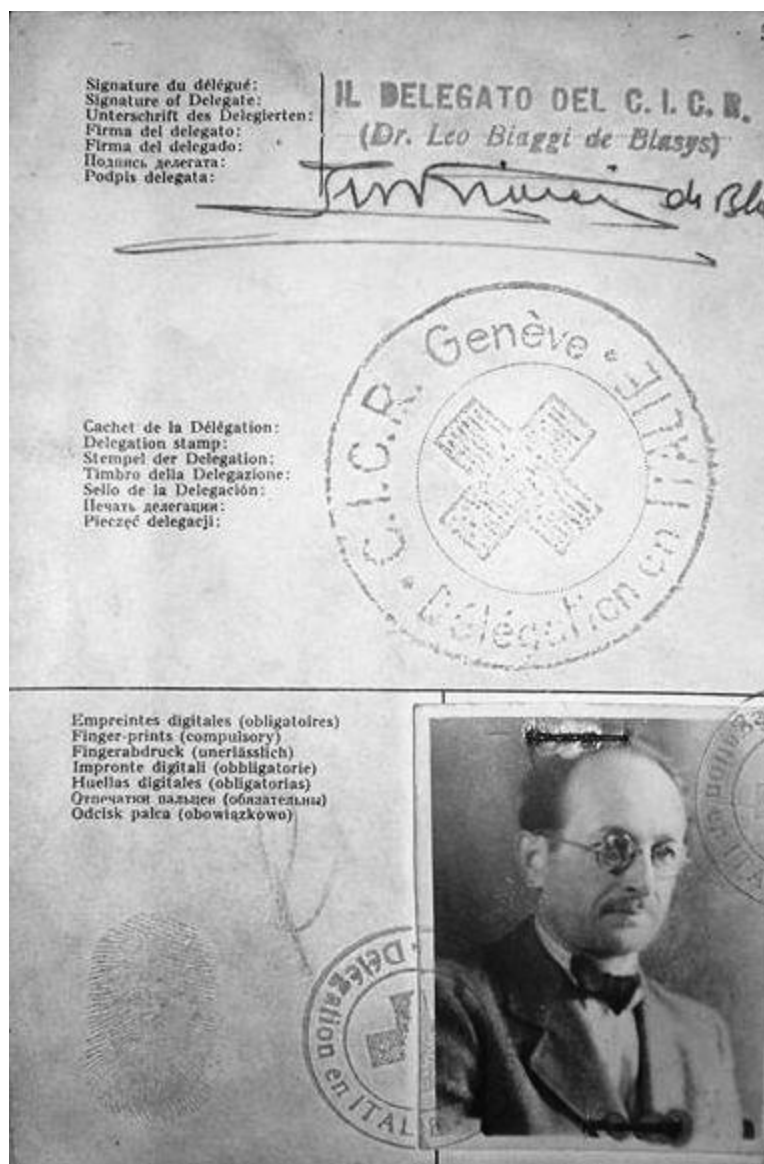 Signature du délégué:
Signature of Delegate:
Unterschrift des Delegierten:
Firma del delegato:
Firma del delegado:
Подпись делегата:
Podpis delegata:
IL DELEGATO DEL C. I. C. R.
(Dr. Leo Biaggi de Blasys)
de Bla
Cachet de la Délégation:
Delegation stamp:
Stempel der Delegation:
Timbro della Delegazione:
Sello de la Delegación:
Печать делегации:
Pieczęć delegacji:
C.I.C.R. Genève
Délégation en ITALIE
Empreintes digitales (obligatoires)
Finger-prints (compulsory)
Fingerabdruck (unerlässlich)
Impronte digitali (obbligatorie)
Huellas digitales (obligatorias)
Отпечатки пальцев (обязательны)
Odcisk palca (obowiązkowo)
Délégation en ITALIE